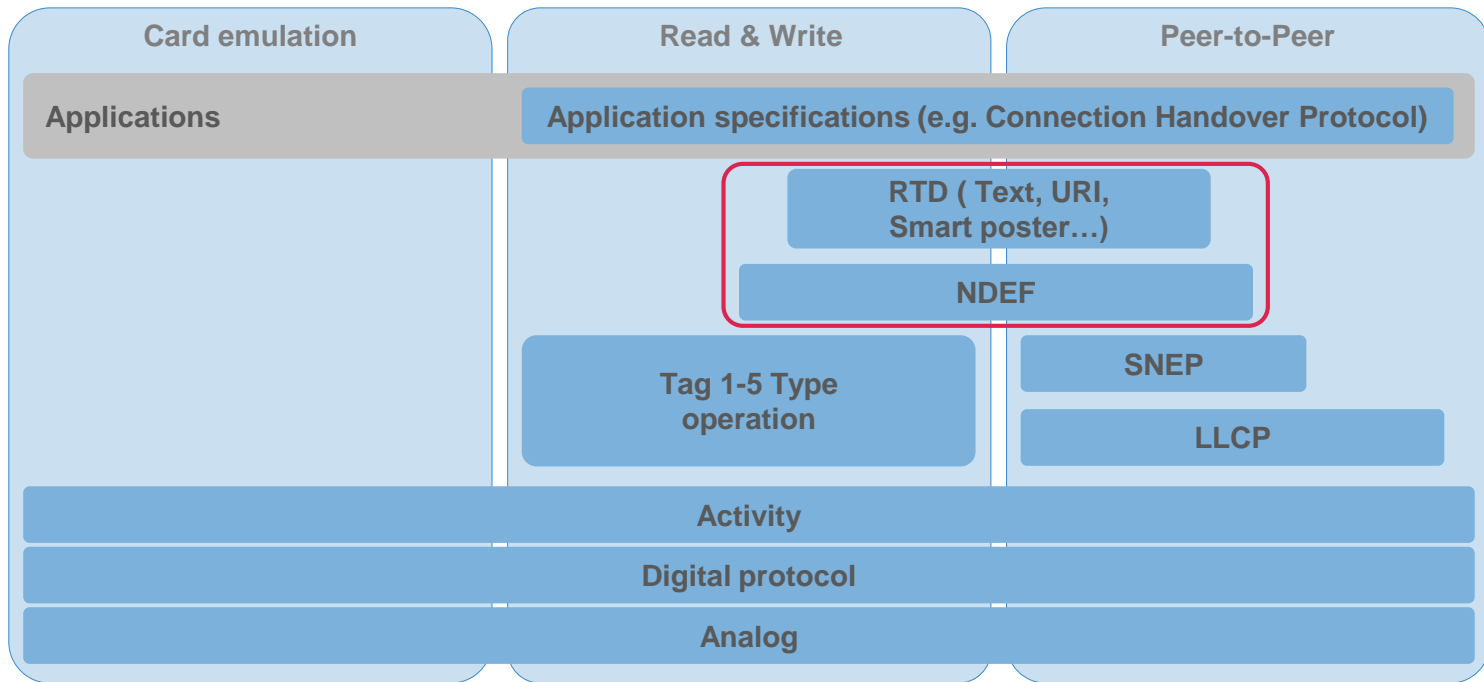 Card emulation
Read & Write
Peer-to-Peer
Applications
Application specifications (e.g. Connection Handover Protocol)
RTD ( Text, URI,
Smart poster…)
NDEF
Tag 1-5 Type
operation
SNEP
LLCP
Activity
Digital protocol
Analog